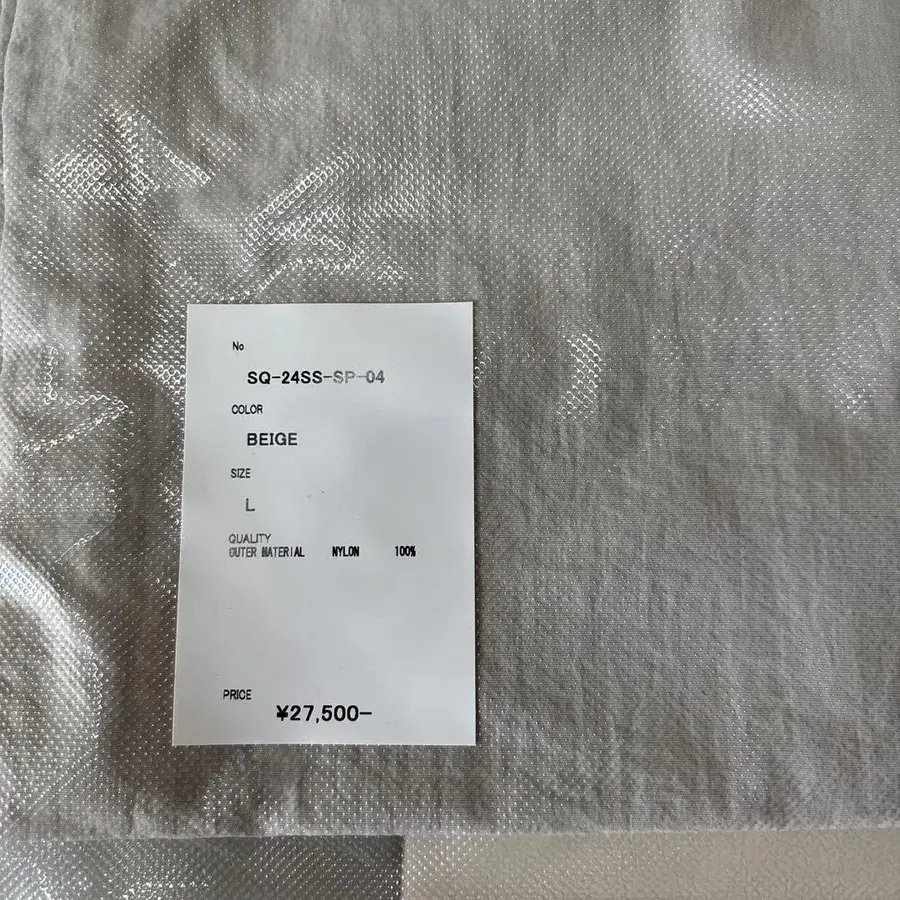 No
SQ-24SS-SP-04
COLOR
BEIGE
SIZE
L
QUALITY
OUTER MATERIAL NYLON 100%
PRICE
¥27,500-